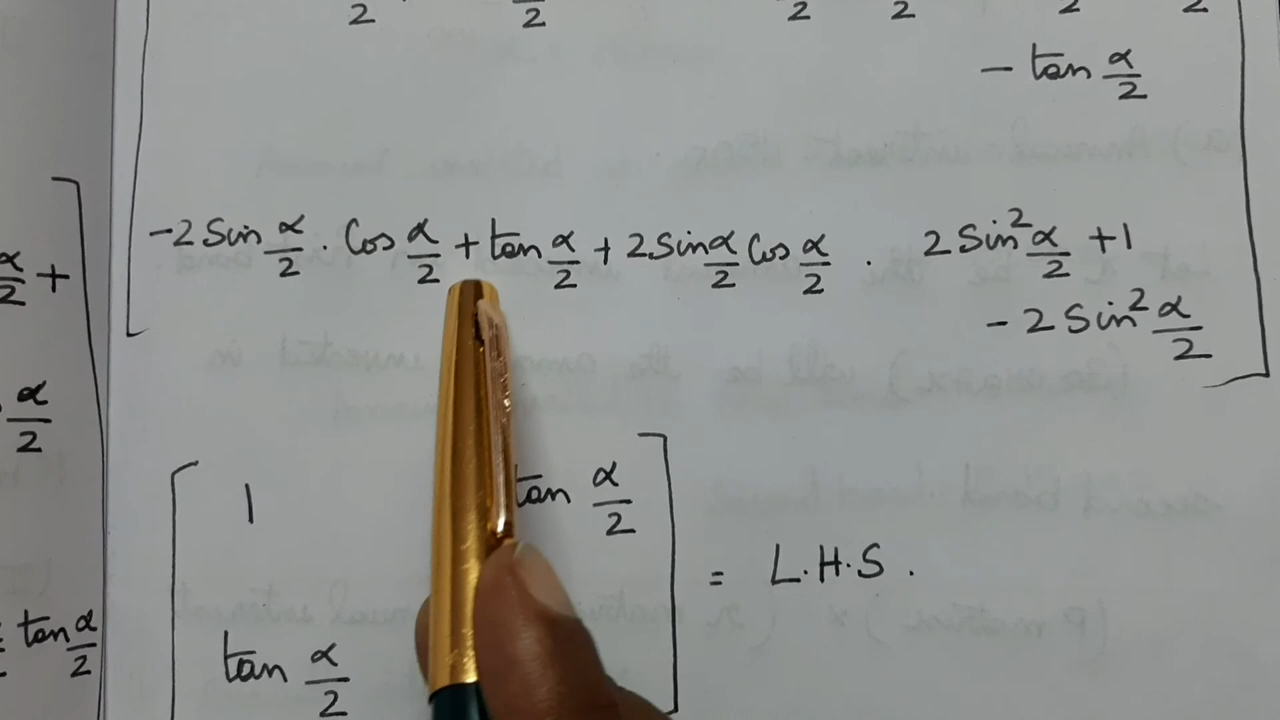 2 2 2 2 2 2
- tan α/2
-2 Sin α/2 . Cos α/2 + tan α/2 + 2 Sin α/2 Cos α/2 . 2 Sin² α/2 + 1
- 2 Sin² α/2
α/2 +
α/2
tan α/2
1 tan α/2
= L.H.S.
tan α/2